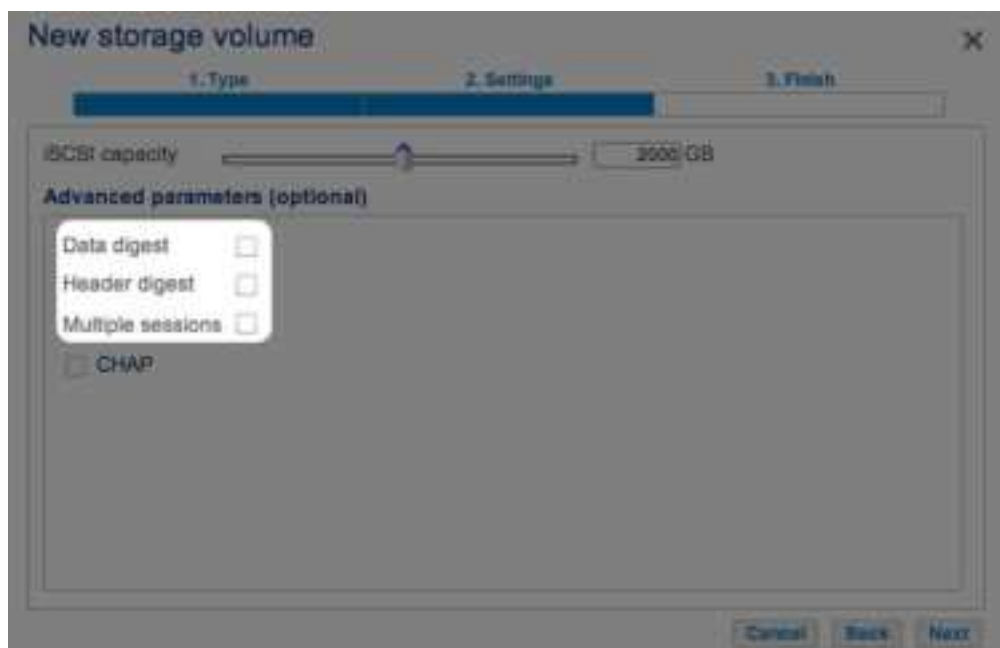 New storage volume
1. Type 2. Settings 3. Finish
iSCSI capacity 2000 GB
Advanced parameters (optional)
Data digest
Header digest
Multiple sessions
CHAP
Cancel Back Next